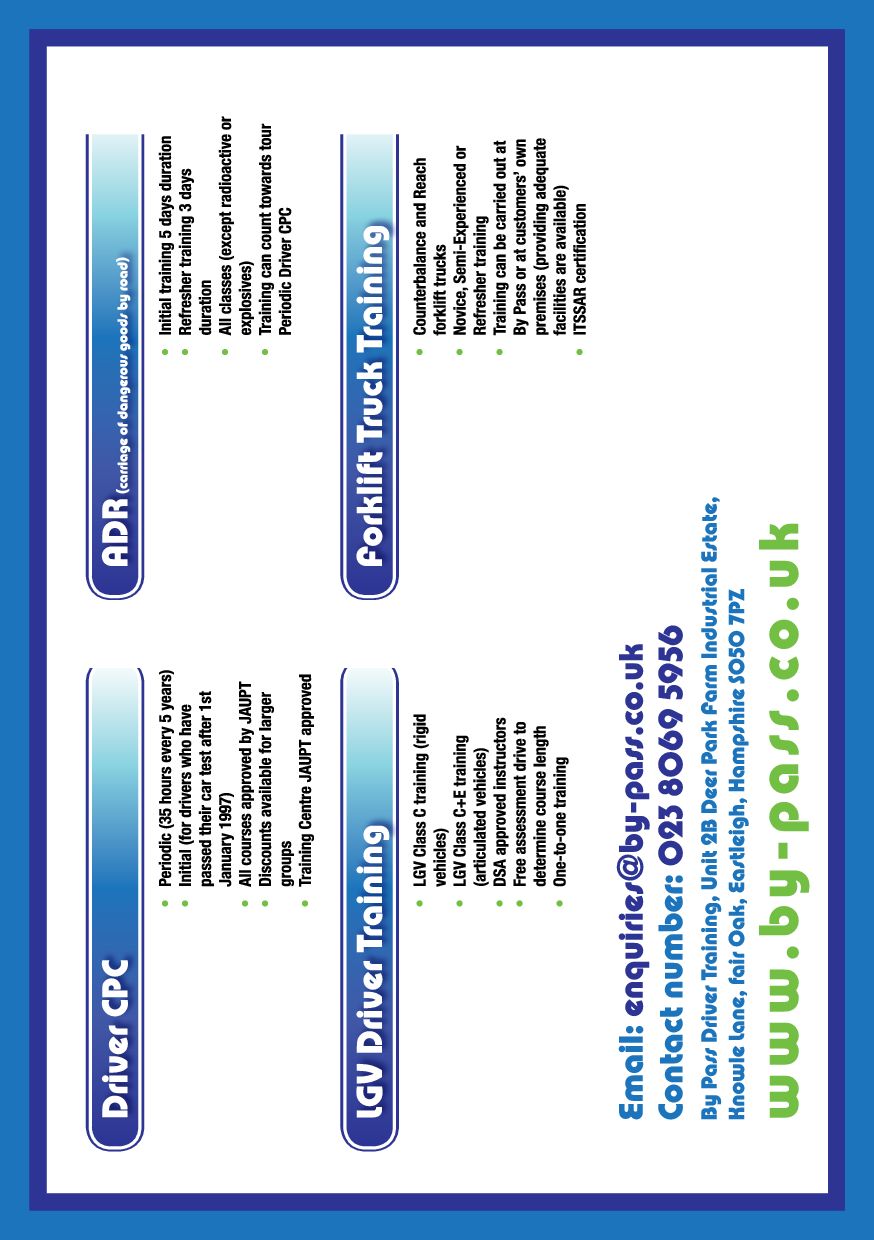 Driver CPC
• Periodic (35 hours every 5 years)
• Initial (for drivers who have
passed their car test after 1st
January 1997)
• All courses approved by JAUPT
• Discounts available for larger
groups
• Training Centre JAUPT approved
ADR (carriage of dangerous goods by road)
• Initial training 5 days duration
• Refresher training 3 days
duration
• All classes (except radioactive or
explosives)
• Training can count towards tour
Periodic Driver CPC
LGV Driver Training
• LGV Class C training (rigid
vehicles)
• LGV Class C+E training
(articulated vehicles)
• DSA approved instructors
• Free assessment drive to
determine course length
• One-to-one training
Forklift Truck Training
• Counterbalance and Reach
forklift trucks
• Novice, Semi-Experienced or
Refresher training
• Training can be carried out at
By Pass or at customers' own
premises (providing adequate
facilities are available)
• ITSSAR certification
Email: enquiries@by-pass.co.uk
Contact number: 023 8069 5956
By Pass Driver Training, Unit 2B Deer Park Farm Industrial Estate,
Knowle Lane, Fair Oak, Eastleigh, Hampshire SO50 7PZ
www.by-pass.co.uk